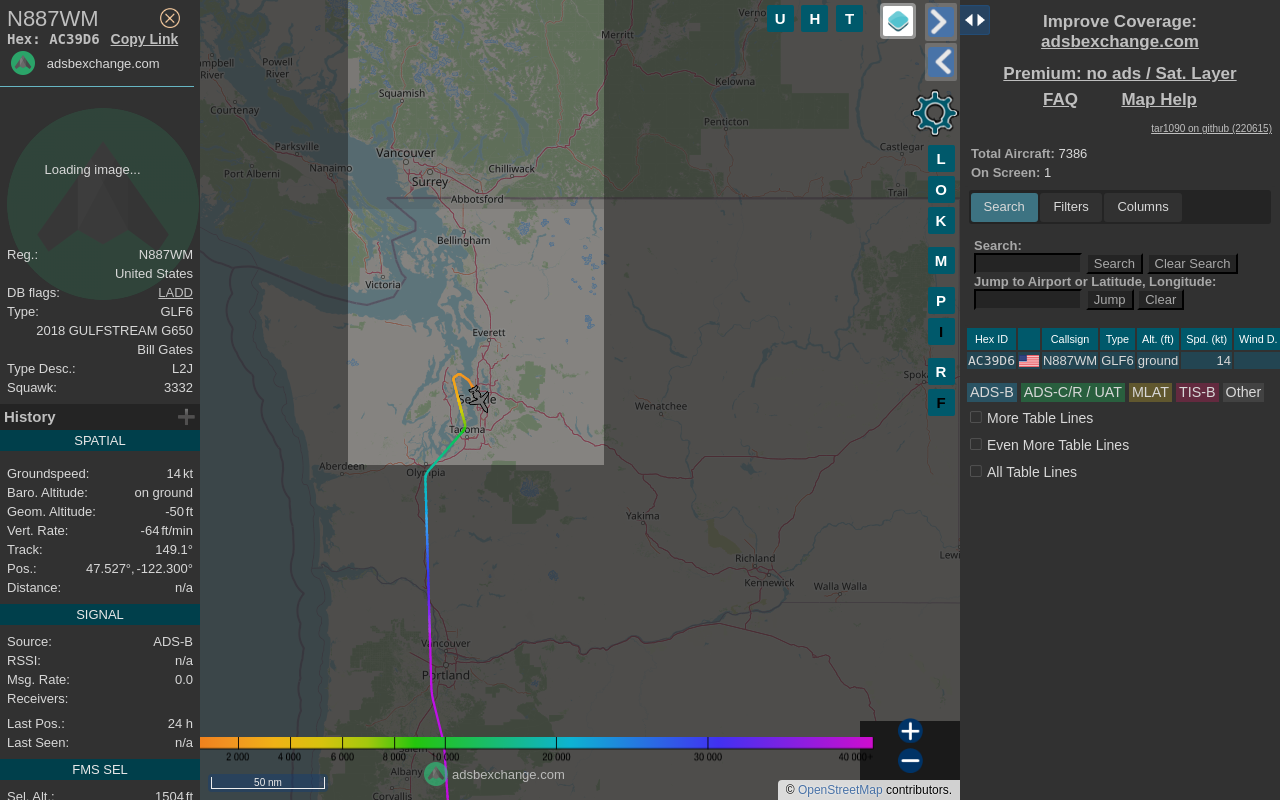 N887WM
Hex: AC39D6 Copy Link
adsbexchange.com
Loading image...
Reg.: N887WM
United States
DB flags: LADD
Type: GLF6
2018 GULFSTREAM G650
Bill Gates
Type Desc.: L2J
Squawk: 3332
History
SPATIAL
Groundspeed: 14 kt
Baro. Altitude: on ground
Geom. Altitude: -50 ft
Vert. Rate: -64 ft/min
Track: 149.1°
Pos.: 47.527°, -122.300°
Distance: n/a
SIGNAL
Source: ADS-B
RSSI: n/a
Msg. Rate: 0.0
Receivers:
Last Pos.: 24 h
Last Seen: n/a
FMS SEL
Sel. Alt.: 1504 ft
U H T
Merritt
Powell
River
River
Kelowna
Squamish
Courtenay
Penticton
Parksville
Vancouver
Castlegar
Nanaimo
Chilliwack
Port Alberni
Surrey
Trail
Abbotsford
Bellingham
Victoria
Everett
Wenatchee
Tacoma
Aberdeen
Olympia
Yakima
Richland
Kennewick
Walla Walla
Vancouver
Portland
Albany
Corvallis
L
O
K
M
P
I
R
F
2 000 4 000 6 000 8 000 10 000 20 000 30 000 40 000+
adsbexchange.com
50 nm
© OpenStreetMap contributors.
Improve Coverage:
adsbexchange.com
Premium: no ads / Sat. Layer
FAQ Map Help
tar1090 on github (220615)
Total Aircraft: 7386
On Screen: 1
Search Filters Columns
Search:
Search Clear Search
Jump to Airport or Latitude, Longitude:
Jump Clear
Hex ID Callsign Type Alt. (ft) Spd. (kt) Wind D.
AC39D6 N887WM GLF6 ground 14
ADS-B ADS-C/R / UAT MLAT TIS-B Other
More Table Lines
Even More Table Lines
All Table Lines